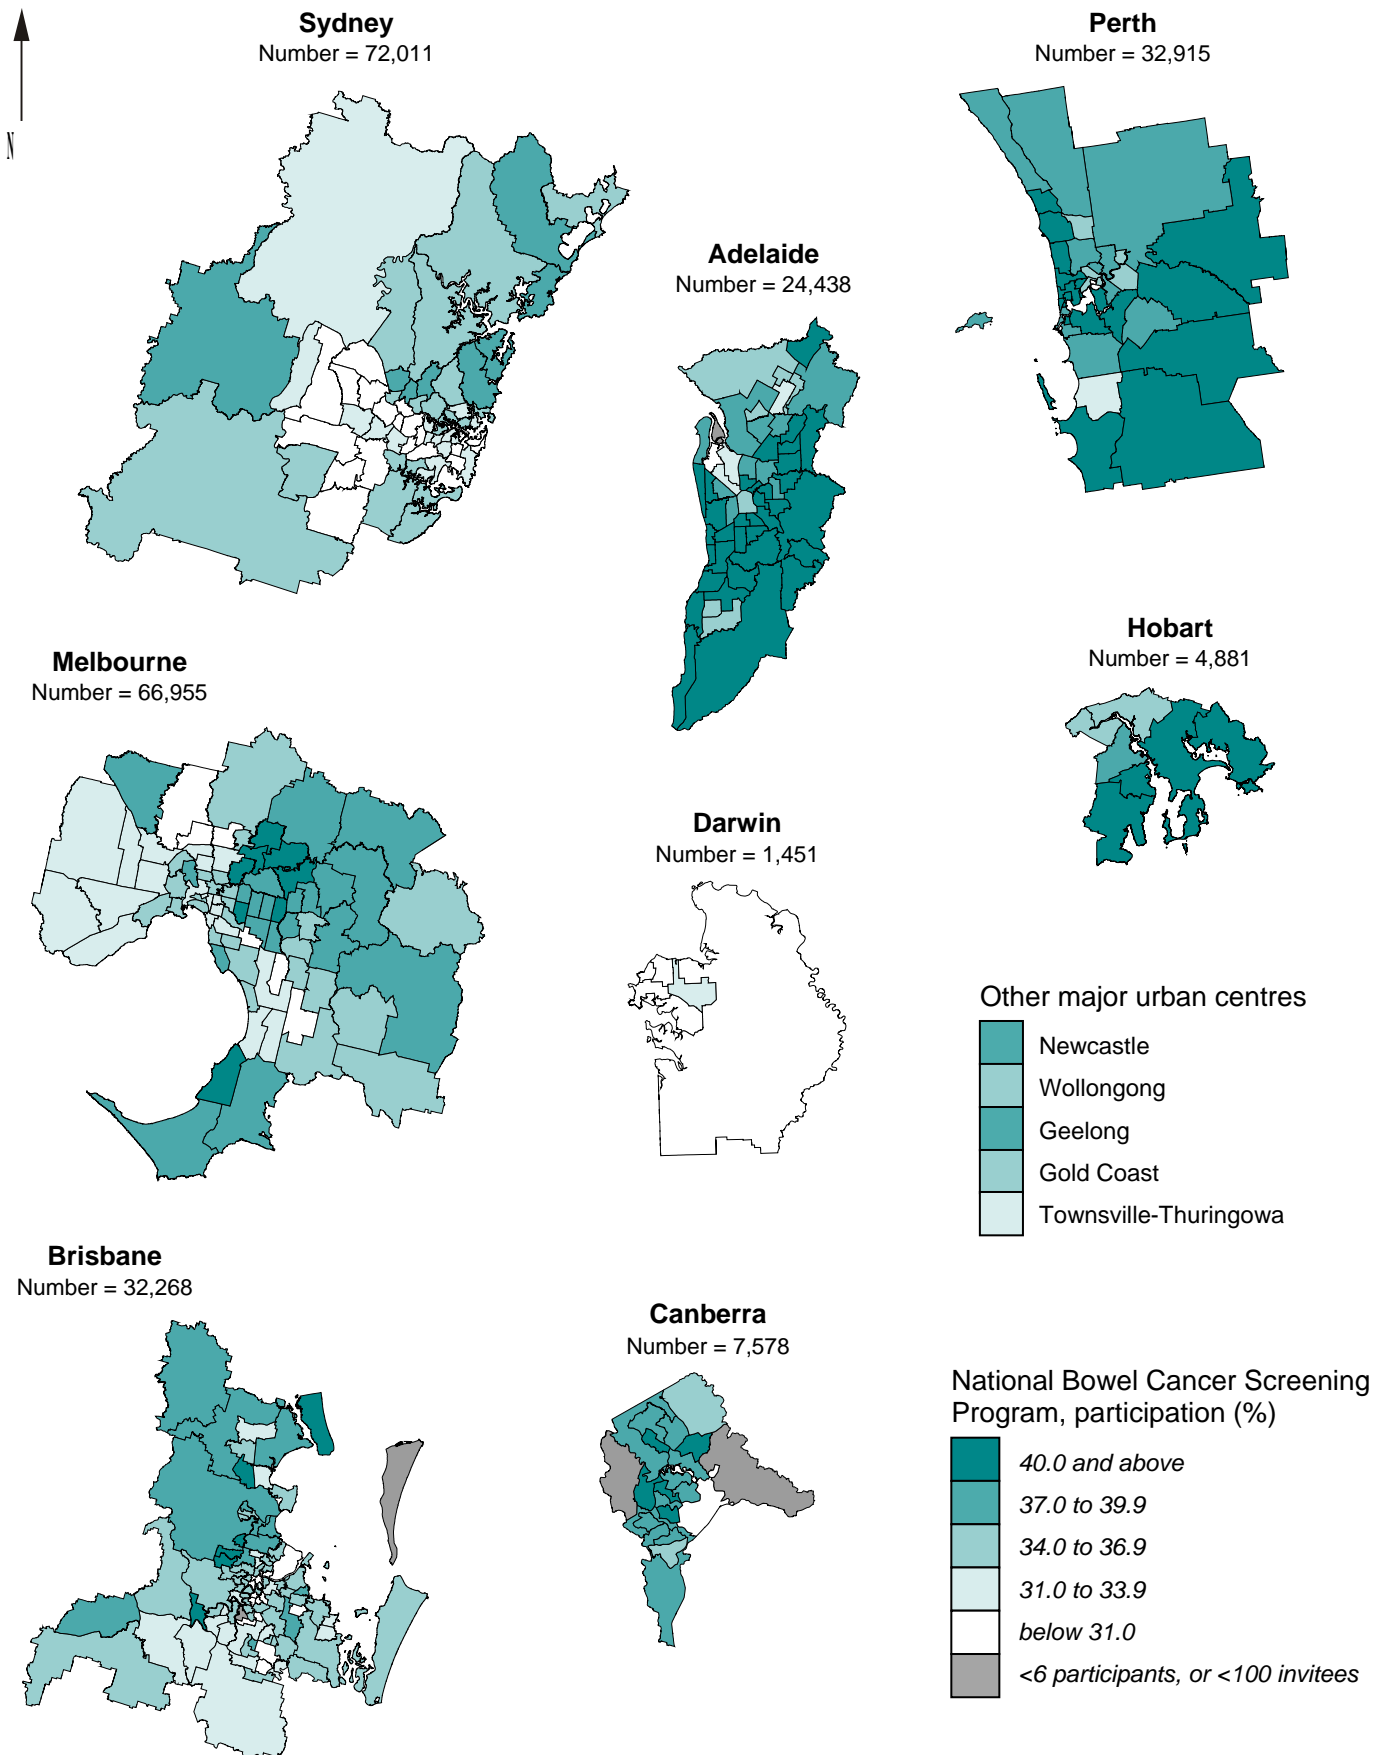 Sydney
Number = 72,011
Perth
Number = 32,915
N
Adelaide
Number = 24,438
Hobart
Number = 4,881
Melbourne
Number = 66,955
Darwin
Number = 1,451
Other major urban centres
Newcastle
Wollongong
Geelong
Gold Coast
Townsville-Thuringowa
Brisbane
Number = 32,268
Canberra
Number = 7,578
National Bowel Cancer Screening
Program, participation (%)
40.0 and above
37.0 to 39.9
34.0 to 36.9
31.0 to 33.9
below 31.0
<6 participants, or <100 invitees